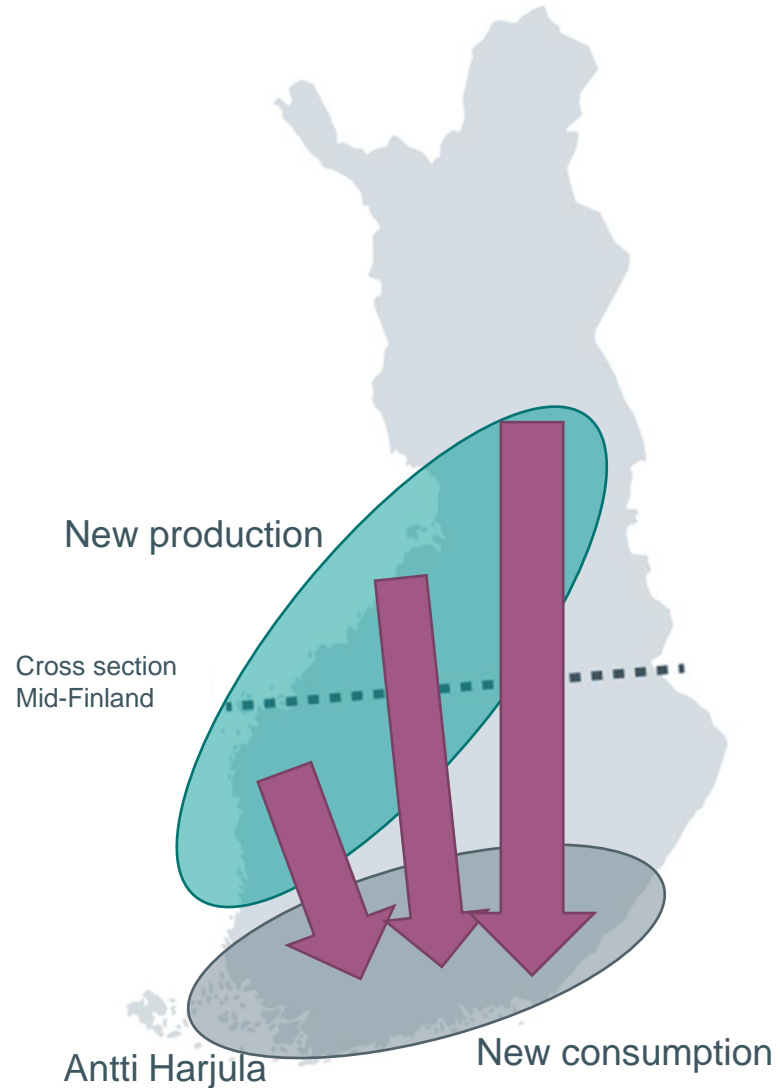 New production
Cross section
Mid-Finland
New consumption
Antti Harjula